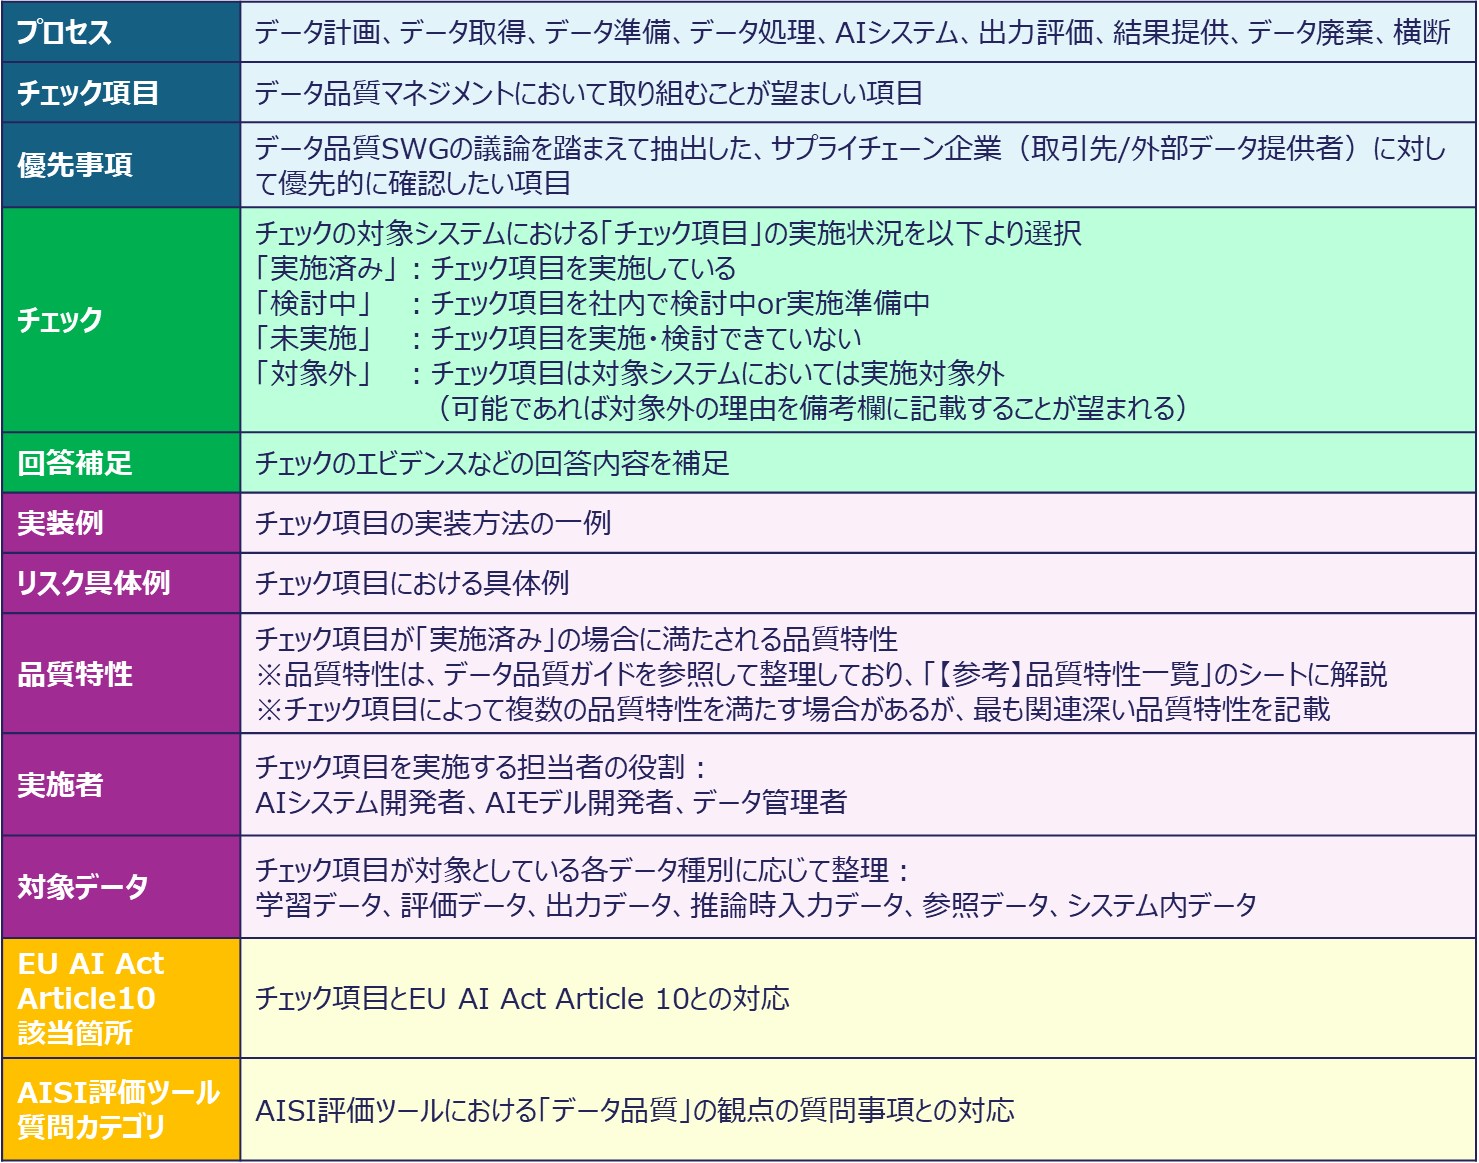 プロセス
データ計画、データ取得、データ準備、データ処理、AIシステム、出力評価、結果提供、データ廃棄、横断
チェック項目
データ品質マネジメントにおいて取り組むことが望ましい項目
優先事項
データ品質SWGの議論を踏まえて抽出した、サプライチェーン企業（取引先/外部データ提供者）に対し
て優先的に確認したい項目
チェック
チェックの対象システムにおける「チェック項目」の実施状況を以下より選択
「実施済み」：チェック項目を実施している
「検討中」　：チェック項目を社内で検討中or実施準備中
「未実施」　：チェック項目を実施・検討できていない
「対象外」　：チェック項目は対象システムにおいては実施対象外
（可能であれば対象外の理由を備考欄に記載することが望まれる）
回答補足
チェックのエビデンスなどの回答内容を補足
実装例
チェック項目の実装方法の一例
リスク具体例
チェック項目における具体例
品質特性
チェック項目が「実施済み」の場合に満たされる品質特性
※品質特性は、データ品質ガイドを参照して整理しており、「【参考】品質特性一覧」のシートに解説
※チェック項目によって複数の品質特性を満たす場合があるが、最も関連深い品質特性を記載
実施者
チェック項目を実施する担当者の役割：
AIシステム開発者、AIモデル開発者、データ管理者
対象データ
チェック項目が対象としている各データ種別に応じて整理：
学習データ、評価データ、出力データ、推論時入力データ、参照データ、システム内データ
EU AI Act
Article10
該当箇所
チェック項目とEU AI Act Article 10との対応
AISI評価ツール
質問カテゴリ
AISI評価ツールにおける「データ品質」の観点の質問事項との対応